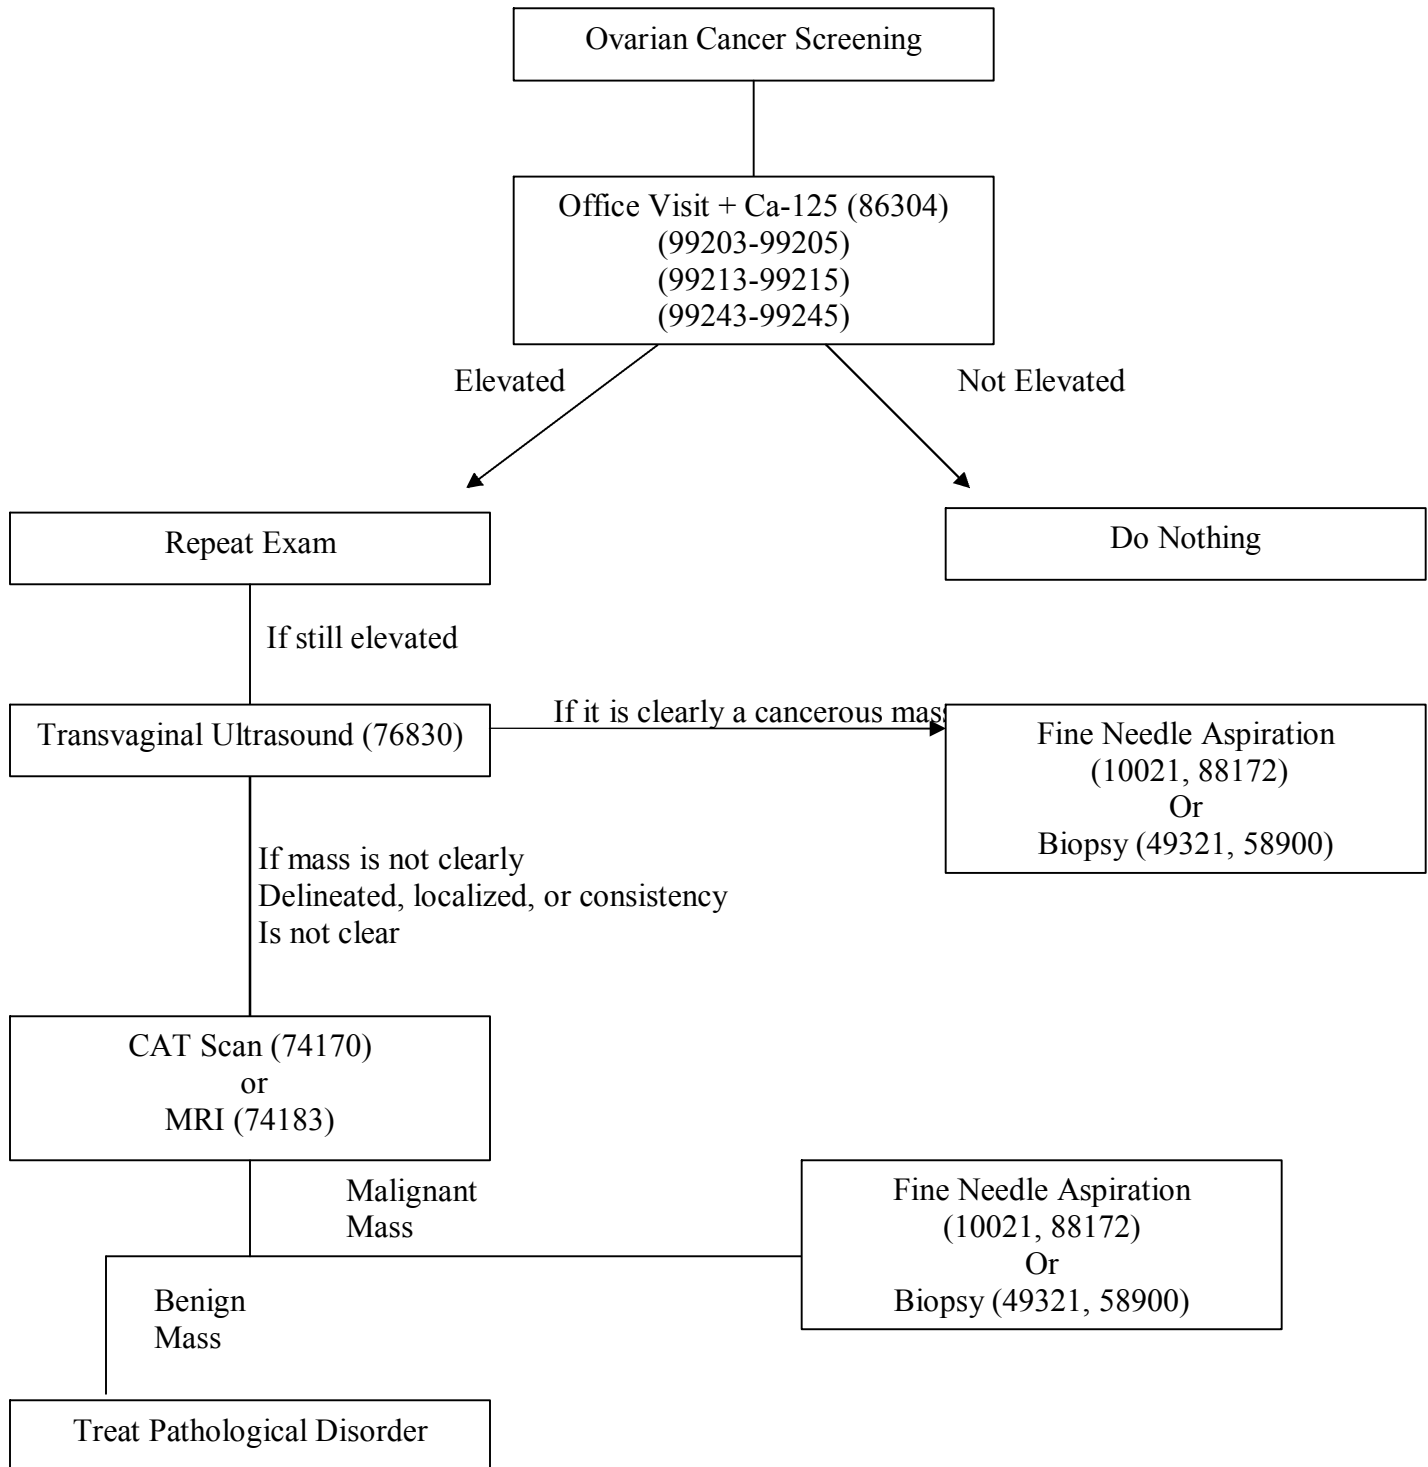 Ovarian Cancer Screening
Office Visit + Ca-125 (86304)
(99203-99205)
(99213-99215)
(99243-99245)
Elevated
Not Elevated
Repeat Exam
Do Nothing
If still elevated
Transvaginal Ultrasound (76830)
If it is clearly a cancerous mass
Fine Needle Aspiration
(10021, 88172)
Or
Biopsy (49321, 58900)
If mass is not clearly
Delineated, localized, or consistency
Is not clear
CAT Scan (74170)
or
MRI (74183)
Malignant
Mass
Fine Needle Aspiration
(10021, 88172)
Or
Biopsy (49321, 58900)
Benign
Mass
Treat Pathological Disorder